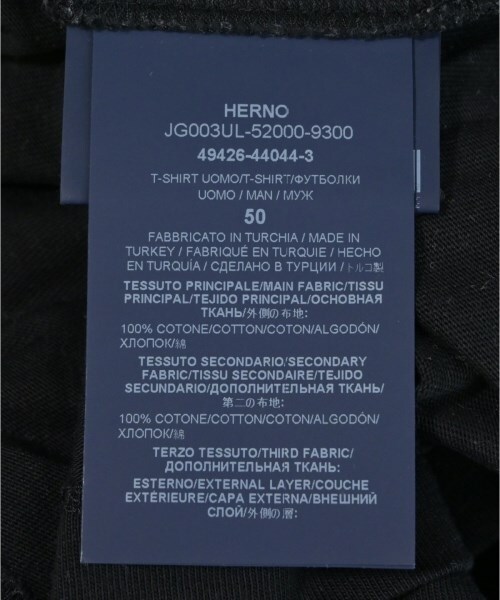 HERNO
JG003UL-52000-9300
49426-44044-3
T-SHIRT UOMO/T-SHIRT/ФУТБОЛКИ
UOMO / MAN / МУЖ
50
FABBRICATO IN TURCHIA / MADE IN
TURKEY / FABRIQUÉ EN TURQUIE / HECHO
EN TURQUÍA / СДЕЛАНО В ТУРЦИИ / トルコ製
TESSUTO PRINCIPALE/MAIN FABRIC/TISSU
PRINCIPAL/TEJIDO PRINCIPAL/ОСНОВНАЯ
ТКАНЬ/外側の布地:
100% COTONE/COTTON/COTON/ALGODÓN/
ХЛОПОК/綿
TESSUTO SECONDARIO/SECONDARY
FABRIC/TISSU SECONDAIRE/TEJIDO
SECUNDARIO/ДОПОЛНИТЕЛЬНАЯ ТКАНЬ/
第二の布地:
100% COTONE/COTTON/COTON/ALGODÓN/
ХЛОПОК/綿
TERZO TESSUTO/THIRD FABRIC/
ДОПОЛНИТЕЛЬНАЯ ТКАНЬ:
ESTERNO/EXTERNAL LAYER/COUCHE
EXTÉRIEURE/CAPA EXTERNA/ВНЕШНИЙ
СЛОЙ/外側の層: